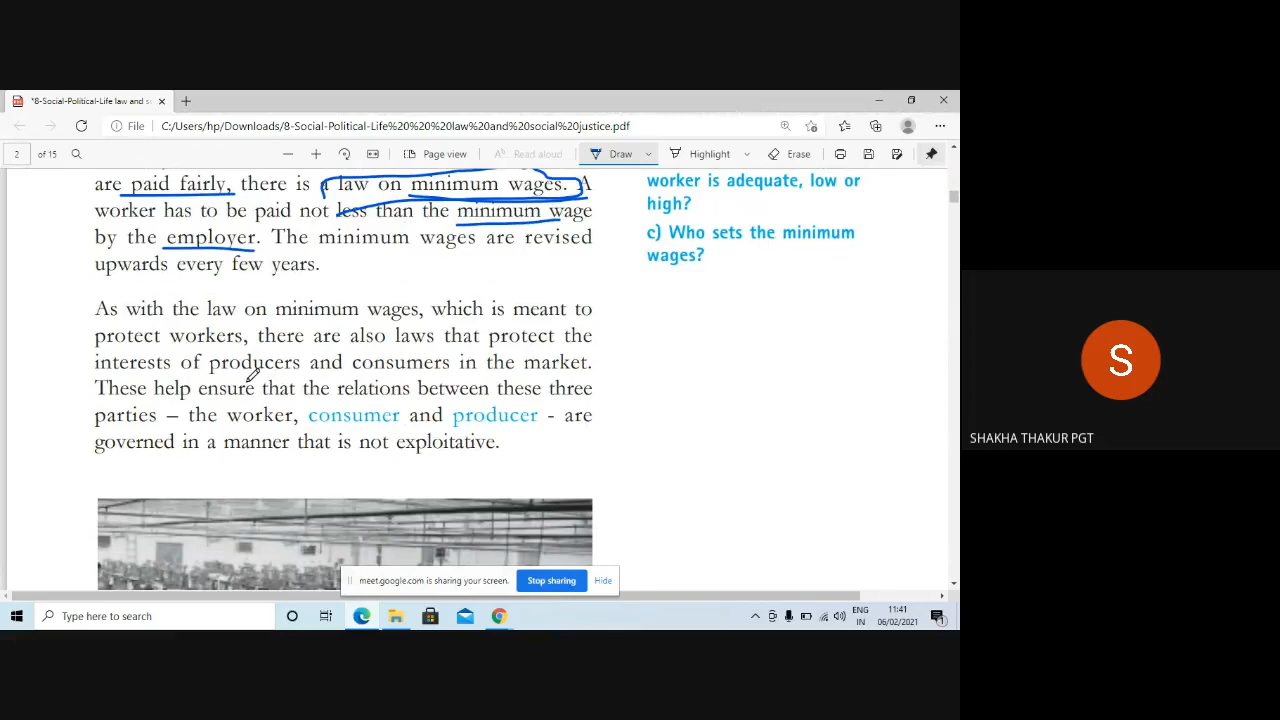 *8-Social-Political-Life law and s
File
C:/Users/hp/Downloads/8-Social-Political-Life%20%20%20law%20and%20social%20justice.pdf
2 of 15
Page view
Read aloud
Draw
Highlight
Erase
are paid fairly, there is a law on minimum wages. A
worker has to be paid not less than the minimum wage
by the employer. The minimum wages are revised
upwards every few years.
As with the law on minimum wages, which is meant to
protect workers, there are also laws that protect the
interests of producers and consumers in the market.
These help ensure that the relations between these three
parties – the worker, consumer and producer - are
governed in a manner that is not exploitative.
worker is adequate, low or
high?
c) Who sets the minimum
wages?
meet.google.com is sharing your screen.
Stop sharing
Hide
Type here to search
ENG
IN
11:41
06/02/2021
1
S
SHAKHA THAKUR PGT